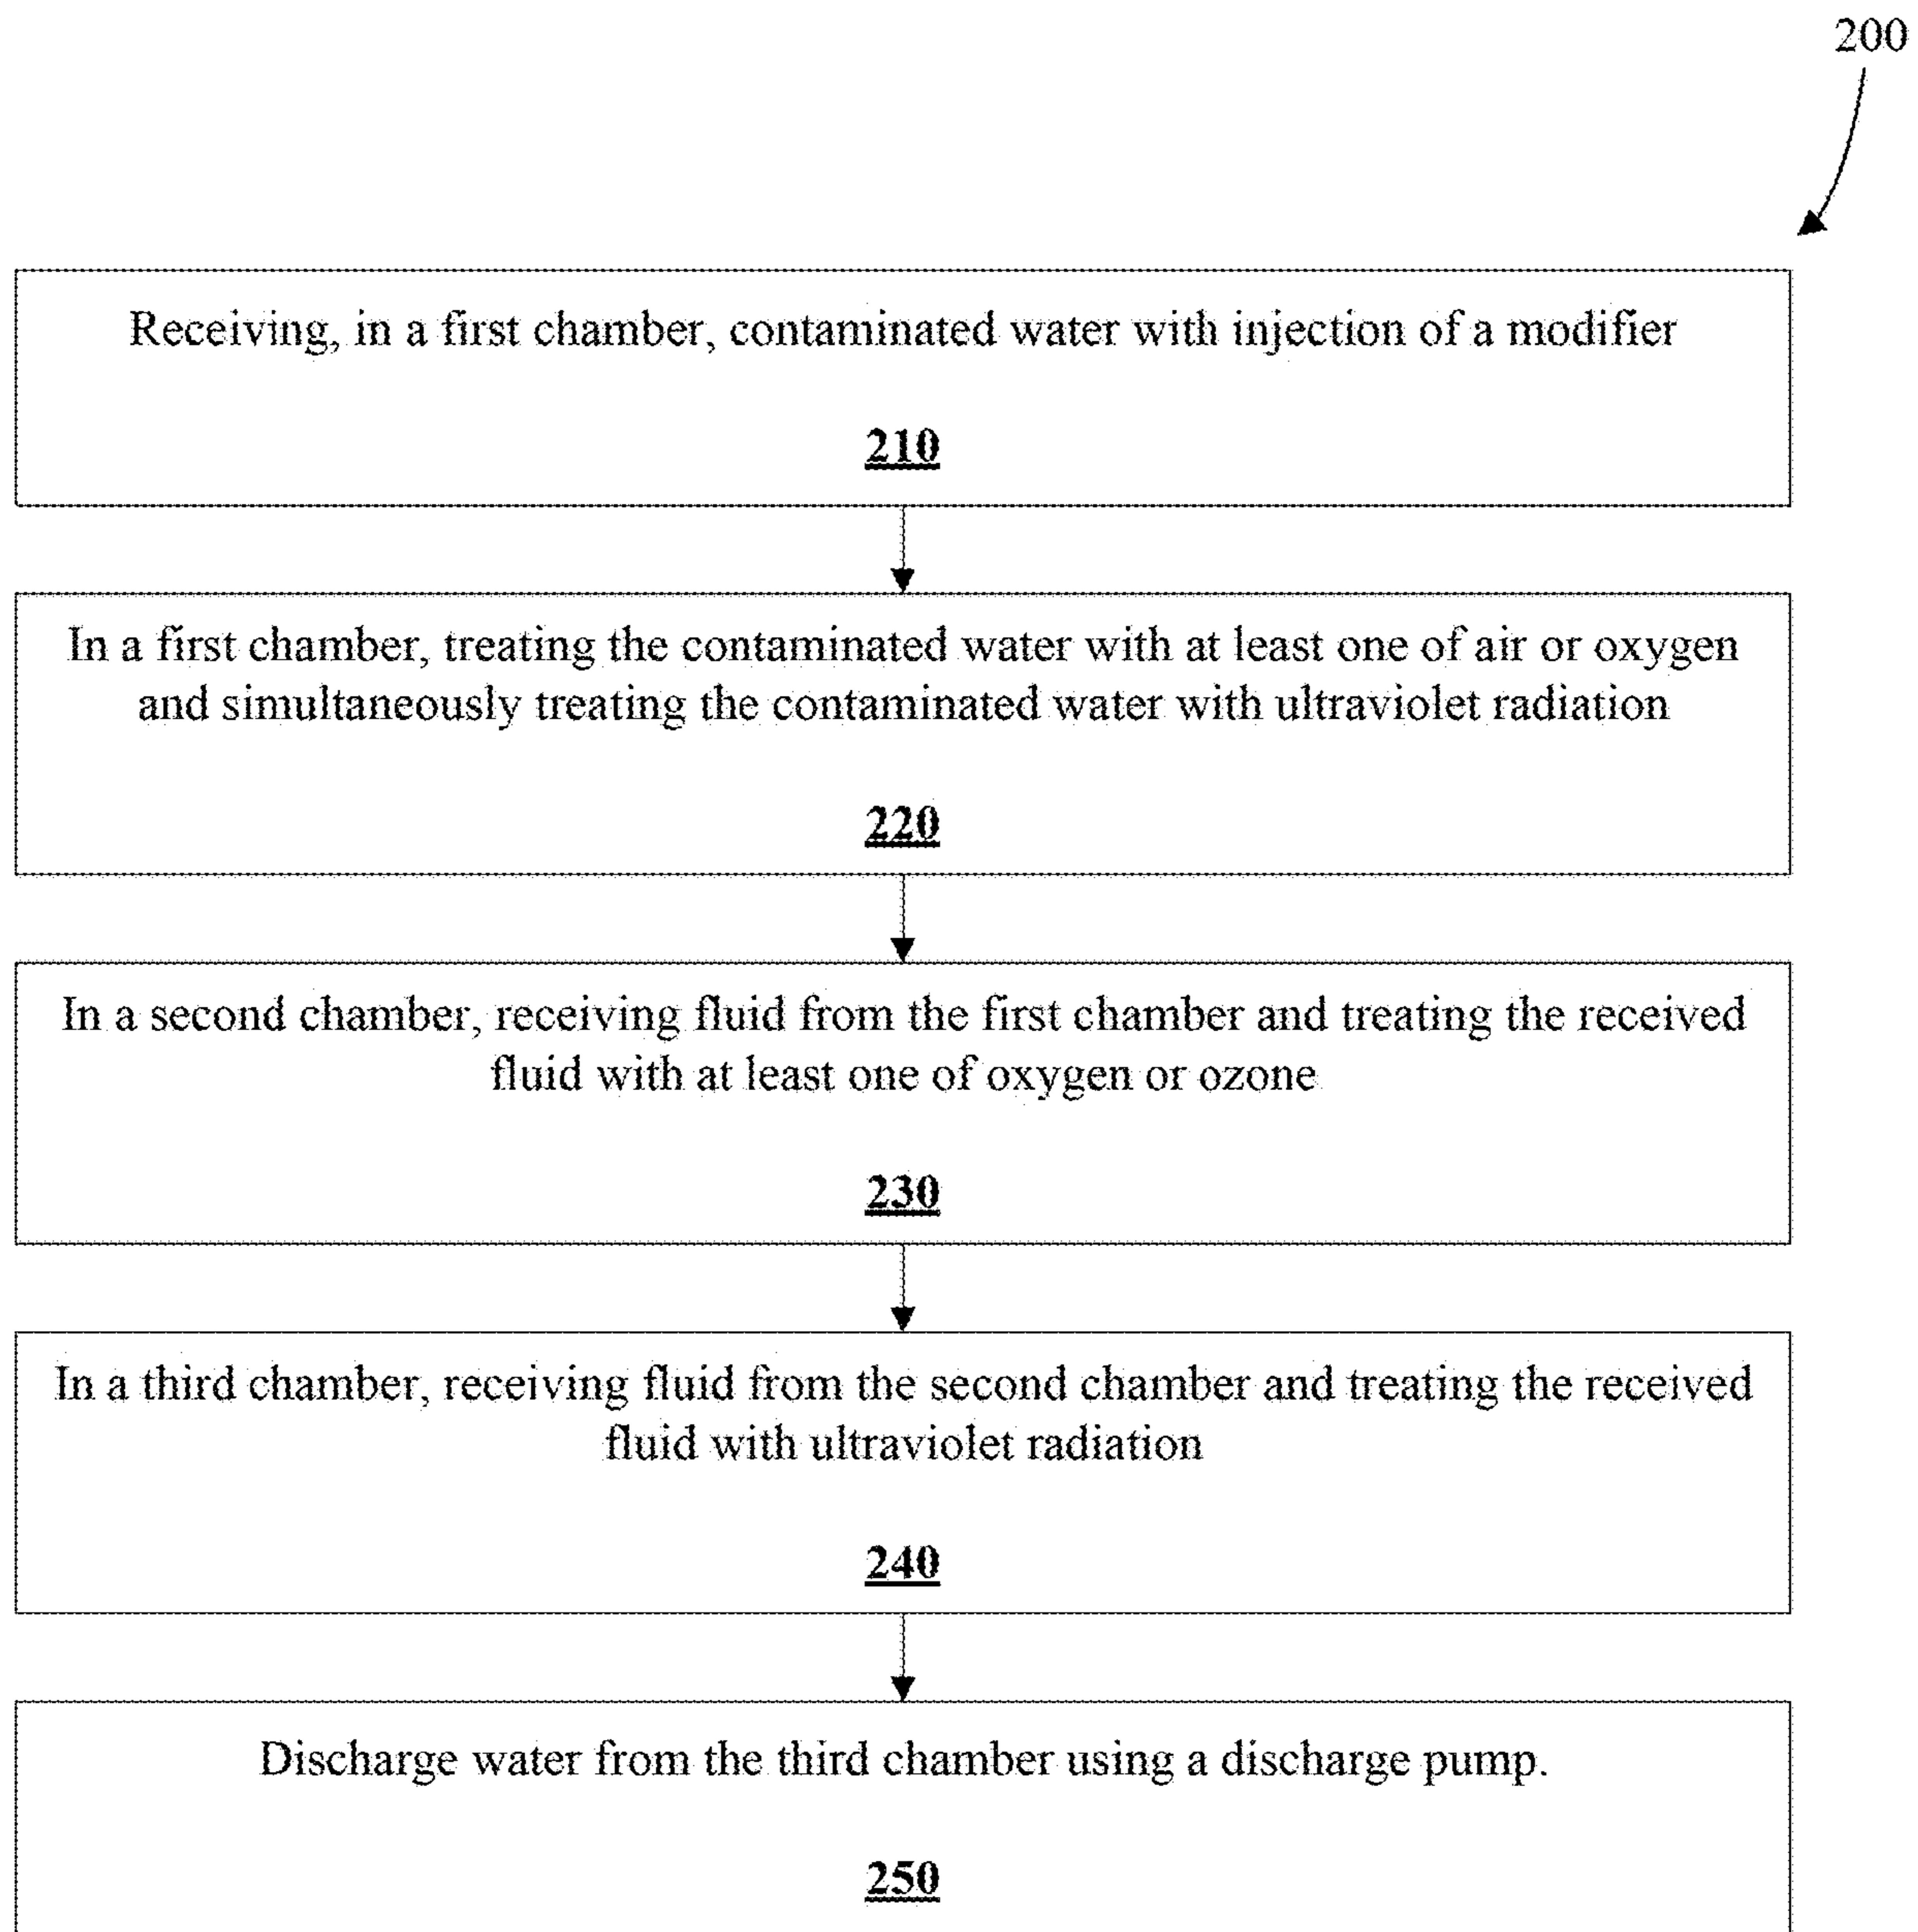 200
Receiving, in a first chamber, contaminated water with injection of a modifier
210
In a first chamber, treating the contaminated water with at least one of air or oxygen
and simultaneously treating the contaminated water with ultraviolet radiation
220
In a second chamber, receiving fluid from the first chamber and treating the received
fluid with at least one of oxygen or ozone
230
In a third chamber, receiving fluid from the second chamber and treating the received
fluid with ultraviolet radiation
240
Discharge water from the third chamber using a discharge pump.
250